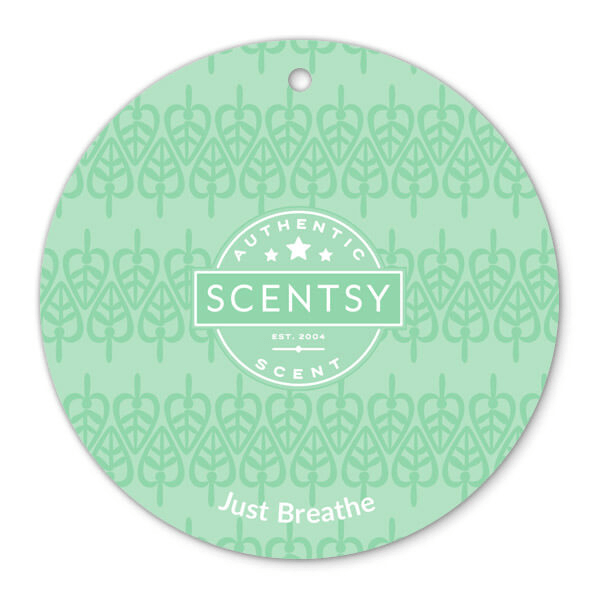 AUTHENTIC
SCENTSY
EST. 2004
SCENT
Just Breathe